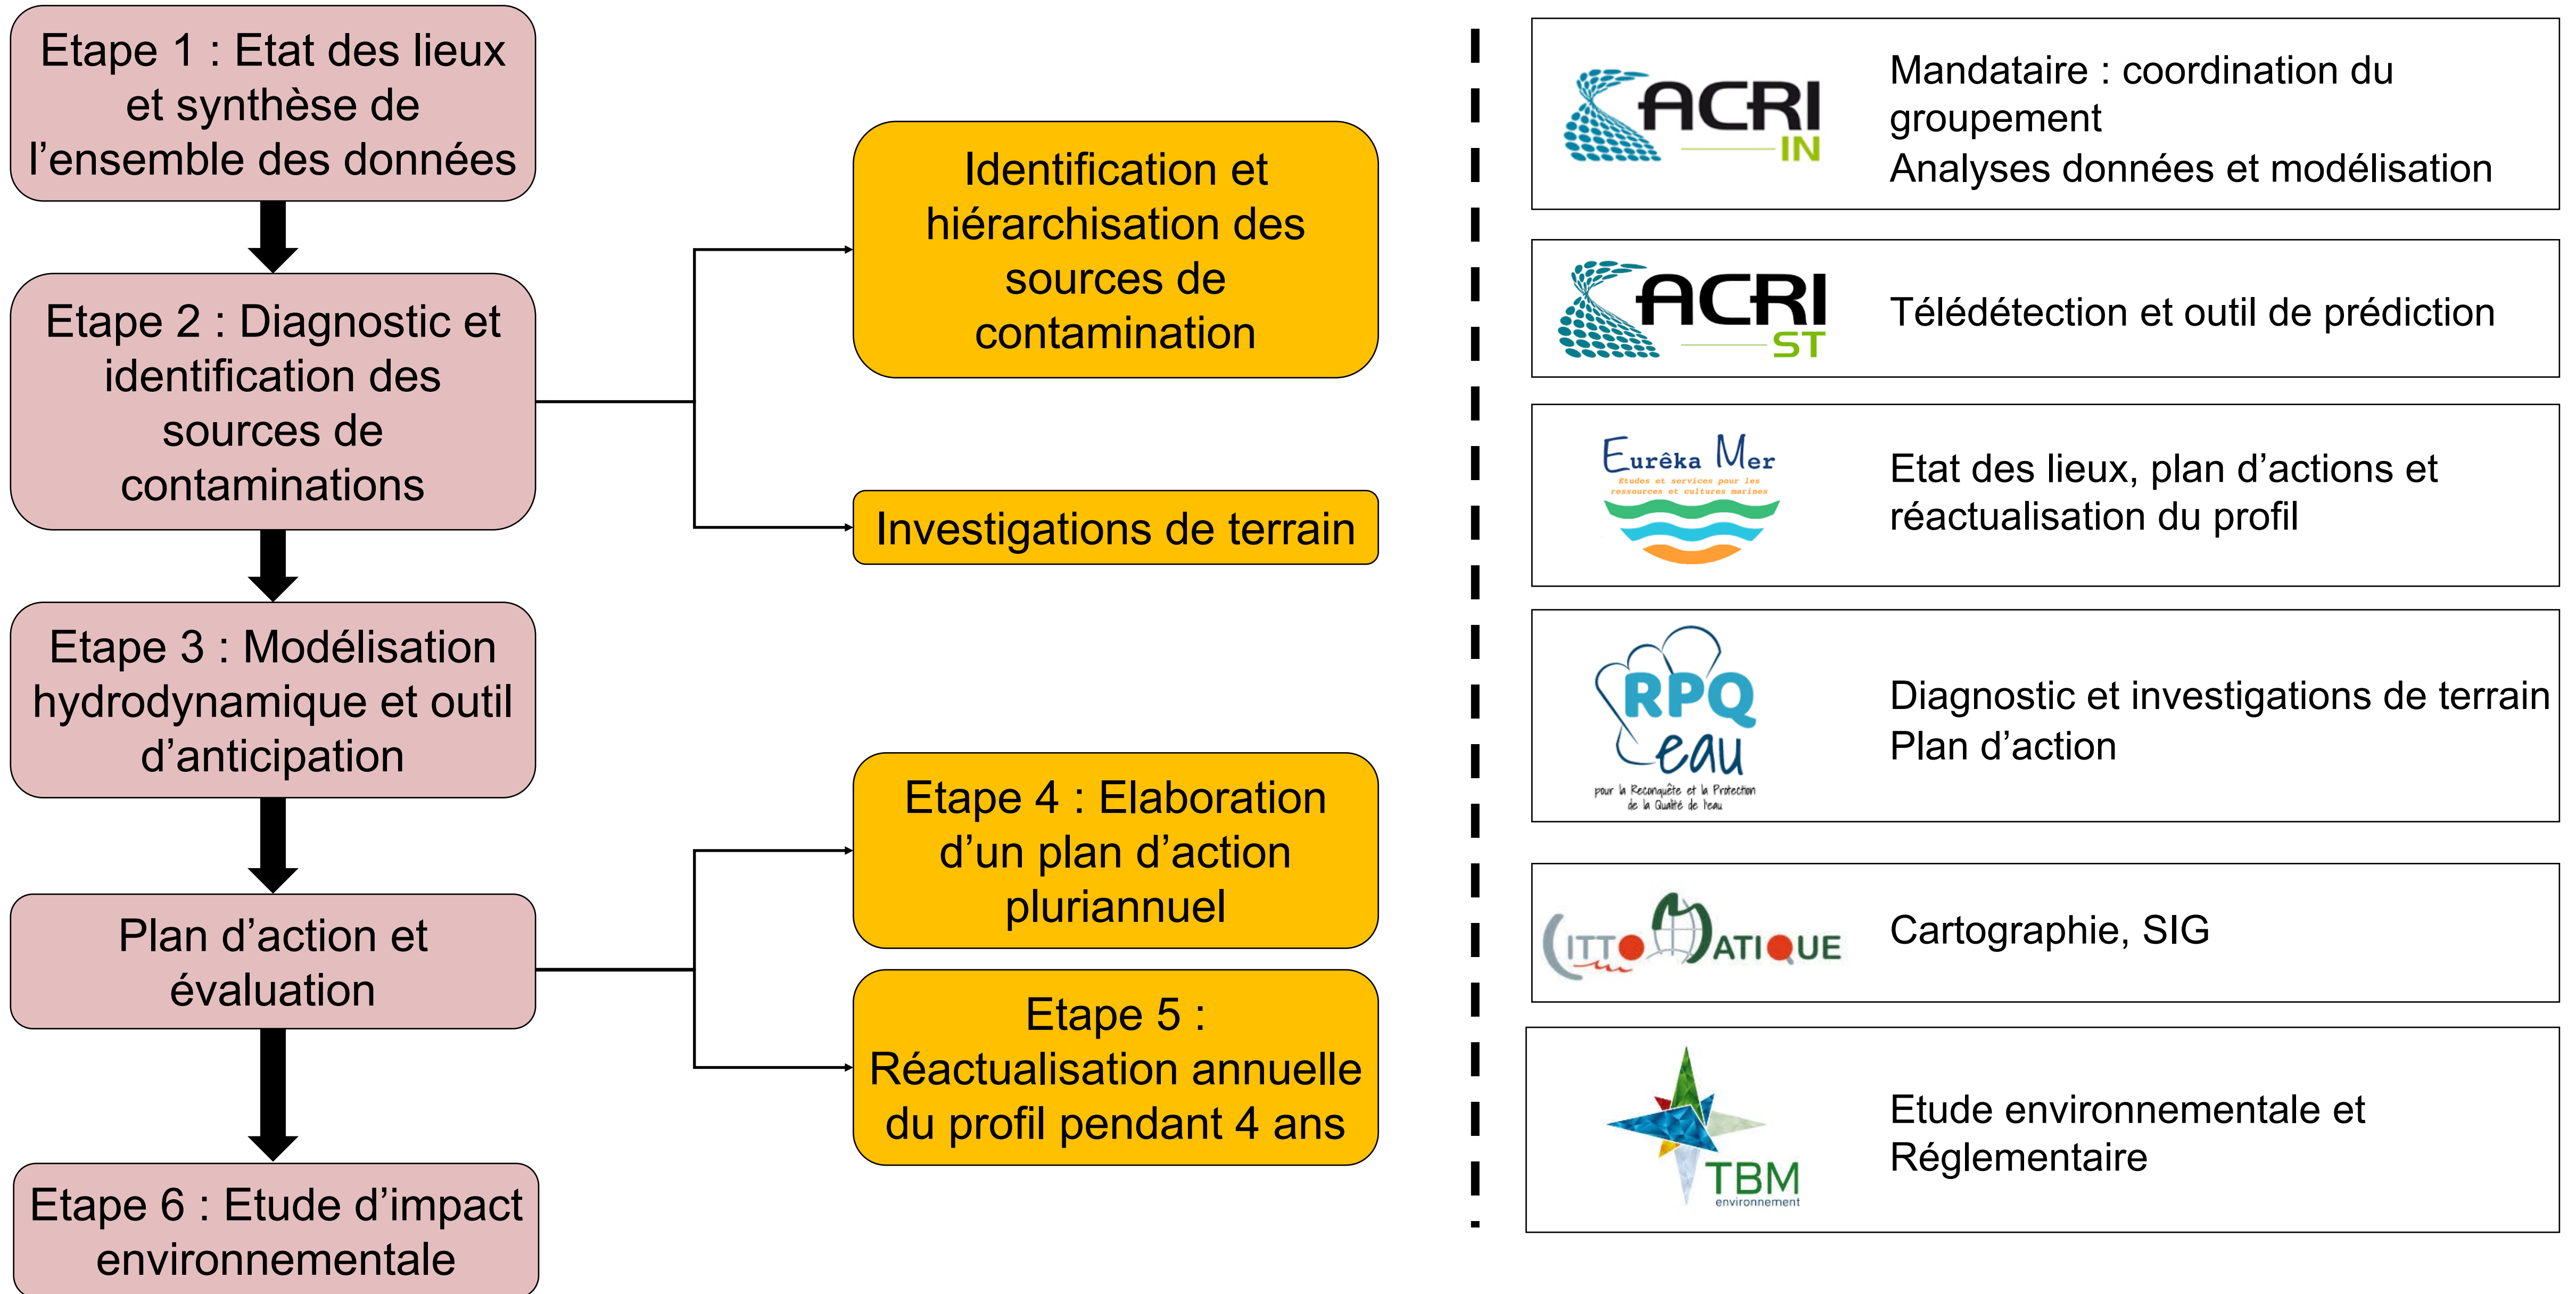 Etape 1 : Etat des lieux
et synthèse de
l’ensemble des données
Etape 2 : Diagnostic et
identification des
sources de
contaminations
Identification et
hiérarchisation des
sources de
contamination
Investigations de terrain
Etape 3 : Modélisation
hydrodynamique et outil
d’anticipation
Plan d’action et
évaluation
Etape 4 : Elaboration
d’un plan d’action
pluriannuel
Etape 5 :
Réactualisation annuelle
du profil pendant 4 ans
Etape 6 : Etude d’impact
environnementale
ACRI
IN
Mandataire : coordination du
groupement
Analyses données et modélisation
ACRI
ST
Télédétection et outil de prédiction
Eurêka Mer
Études et services pour les
ressources et cultures marines
Etat des lieux, plan d’actions et
réactualisation du profil
RPQ
eau
pour la Reconquête et la Protection
de la Qualité de l'eau
Diagnostic et investigations de terrain
Plan d’action
CITTOMATIQUE
Cartographie, SIG
TBM
environnement
Etude environnementale et
Réglementaire